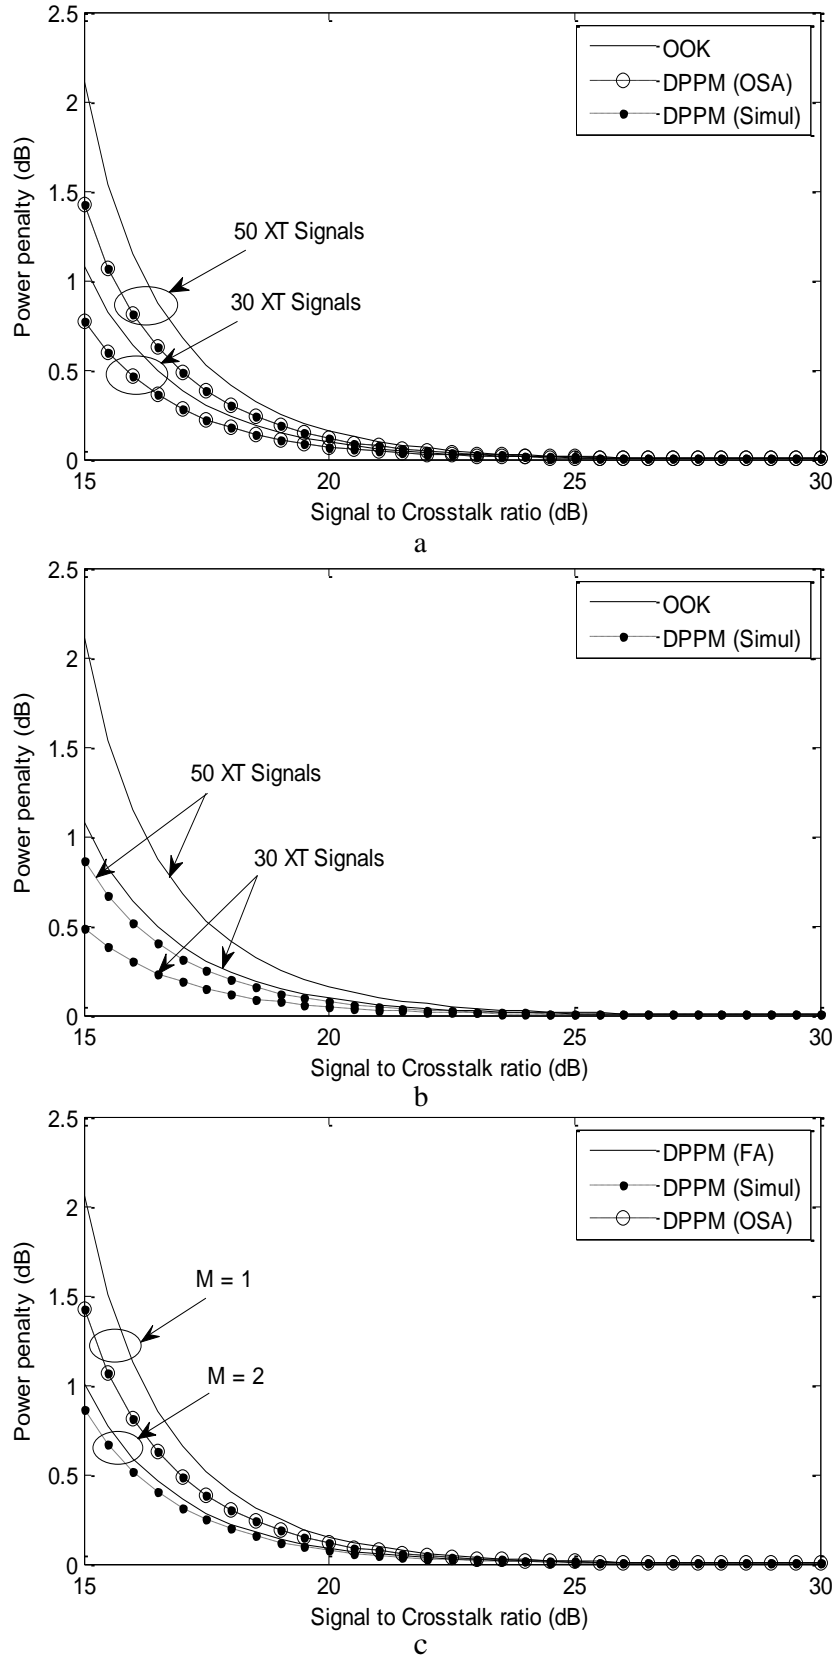 2.5
2
1.5
1
0.5
0
Power penalty (dB)
OOK
DPPM (OSA)
DPPM (Simul)
50 XT Signals
30 XT Signals
15
20
25
30
Signal to Crosstalk ratio (dB)
a
2.5
2
1.5
1
0.5
0
Power penalty (dB)
OOK
DPPM (Simul)
50 XT Signals
30 XT Signals
15
20
25
30
Signal to Crosstalk ratio (dB)
b
2.5
2
1.5
1
0.5
0
Power penalty (dB)
DPPM (FA)
DPPM (Simul)
DPPM (OSA)
M = 1
M = 2
15
20
25
30
Signal to Crosstalk ratio (dB)
c